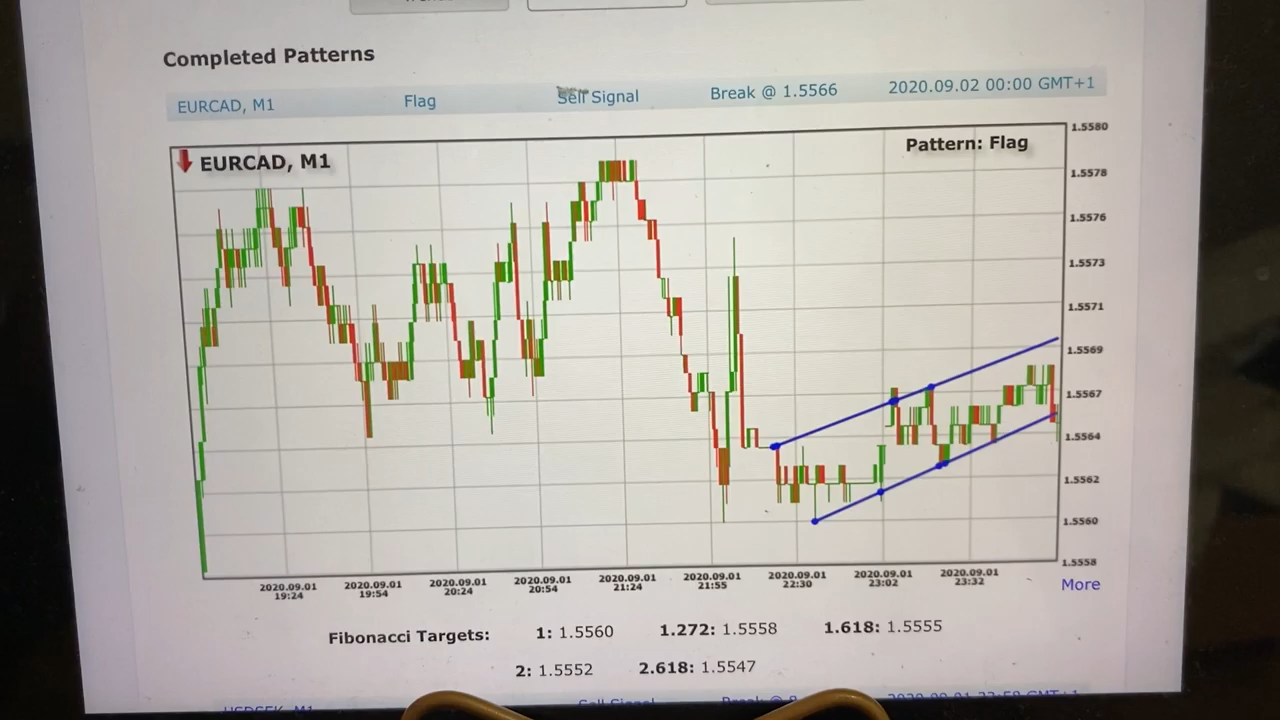 Completed Patterns
EURCAD, M1 Flag Sell Signal Break @ 1.5566 2020.09.02 00:00 GMT+1
EURCAD, M1 Pattern: Flag
1.5580
1.5578
1.5576
1.5573
1.5571
1.5569
1.5567
1.5564
1.5562
1.5560
1.5558
2020.09.01 2020.09.01 2020.09.01 2020.09.01 2020.09.01 2020.09.01 2020.09.01 2020.09.01 2020.09.01
19:24 19:54 20:24 20:54 21:24 21:55 22:30 23:02 23:32
More
Fibonacci Targets: 1: 1.5560 1.272: 1.5558 1.618: 1.5555
2: 1.5552 2.618: 1.5547
Sell Signal